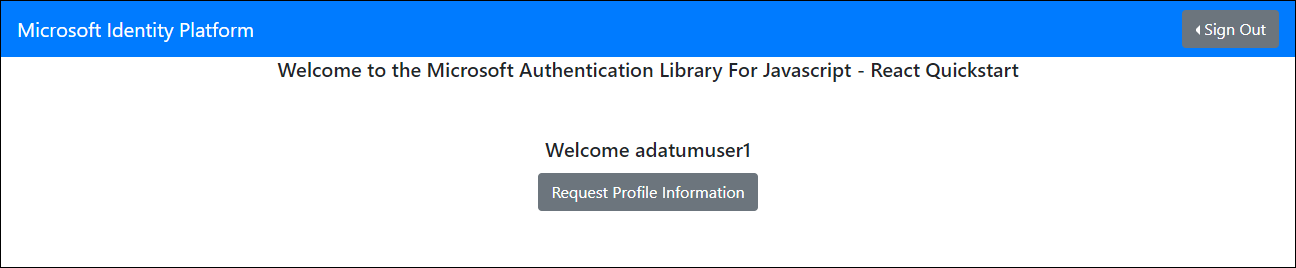 Microsoft Identity Platform
Sign Out
Welcome to the Microsoft Authentication Library For Javascript - React Quickstart
Welcome adatumuser1
Request Profile Information